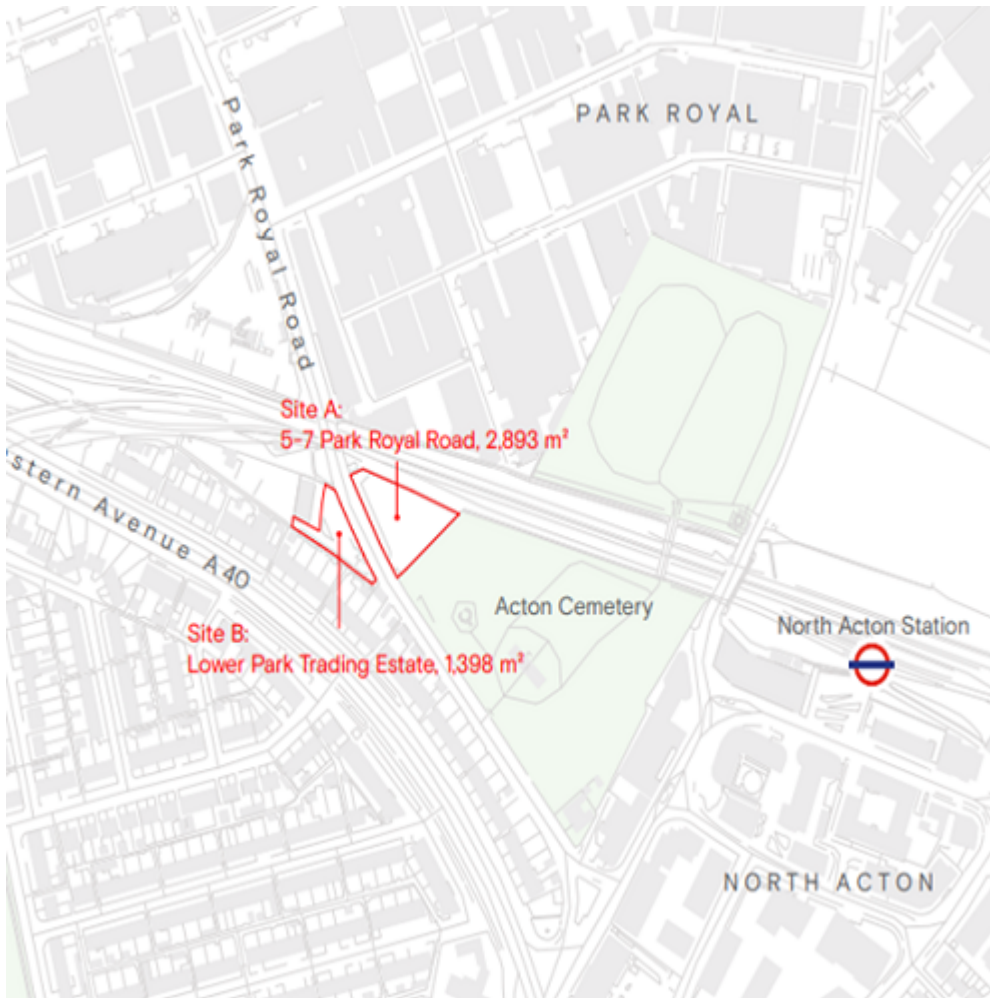 PARK ROYAL
Park Royal Road
Site A:
5-7 Park Royal Road, 2,893 m²
stern Avenue A40
Acton Cemetery
North Acton Station
Site B:
Lower Park Trading Estate, 1,398 m²
NORTH ACTON